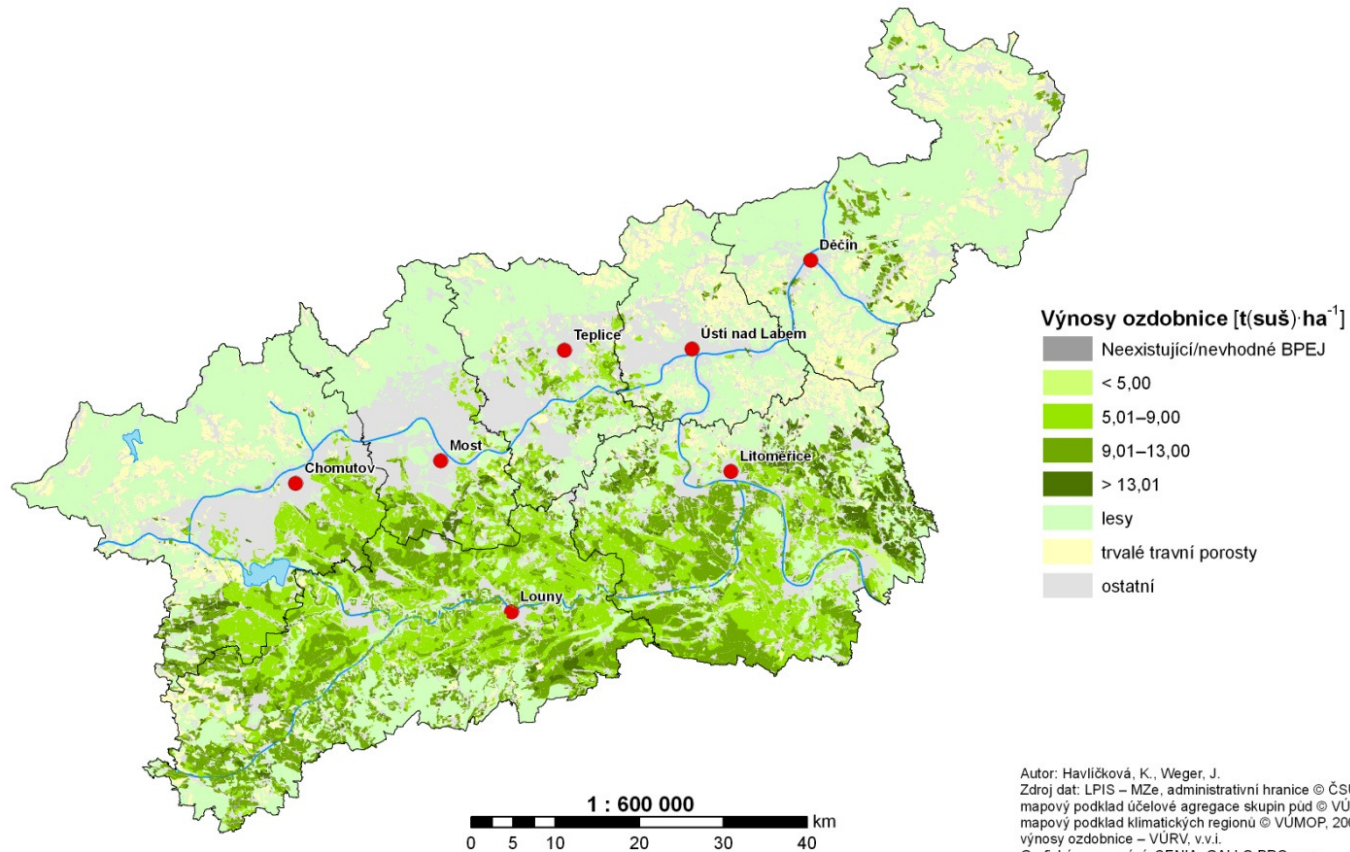 Děčín
Teplice
Ústí nad Labem
Most
Chomutov
Litoměřice
Louny
Výnosy ozdobnice [t(suš)·ha⁻¹]
Neexistující/nevhodné BPEJ
< 5,00
5,01–9,00
9,01–13,00
> 13,01
lesy
trvalé travní porosty
ostatní
1 : 600 000
km
0 5 10 20 30 40
Autor: Havlíčková, K., Weger, J.
Zdroj dat: LPIS – MZe, administrativní hranice © ČS
mapový podklad účelové agregace skupin půd © VÚ
mapový podklad klimatických regionů © VÚMOP, 20
výnosy ozdobnice – VÚRV, v.v.i.